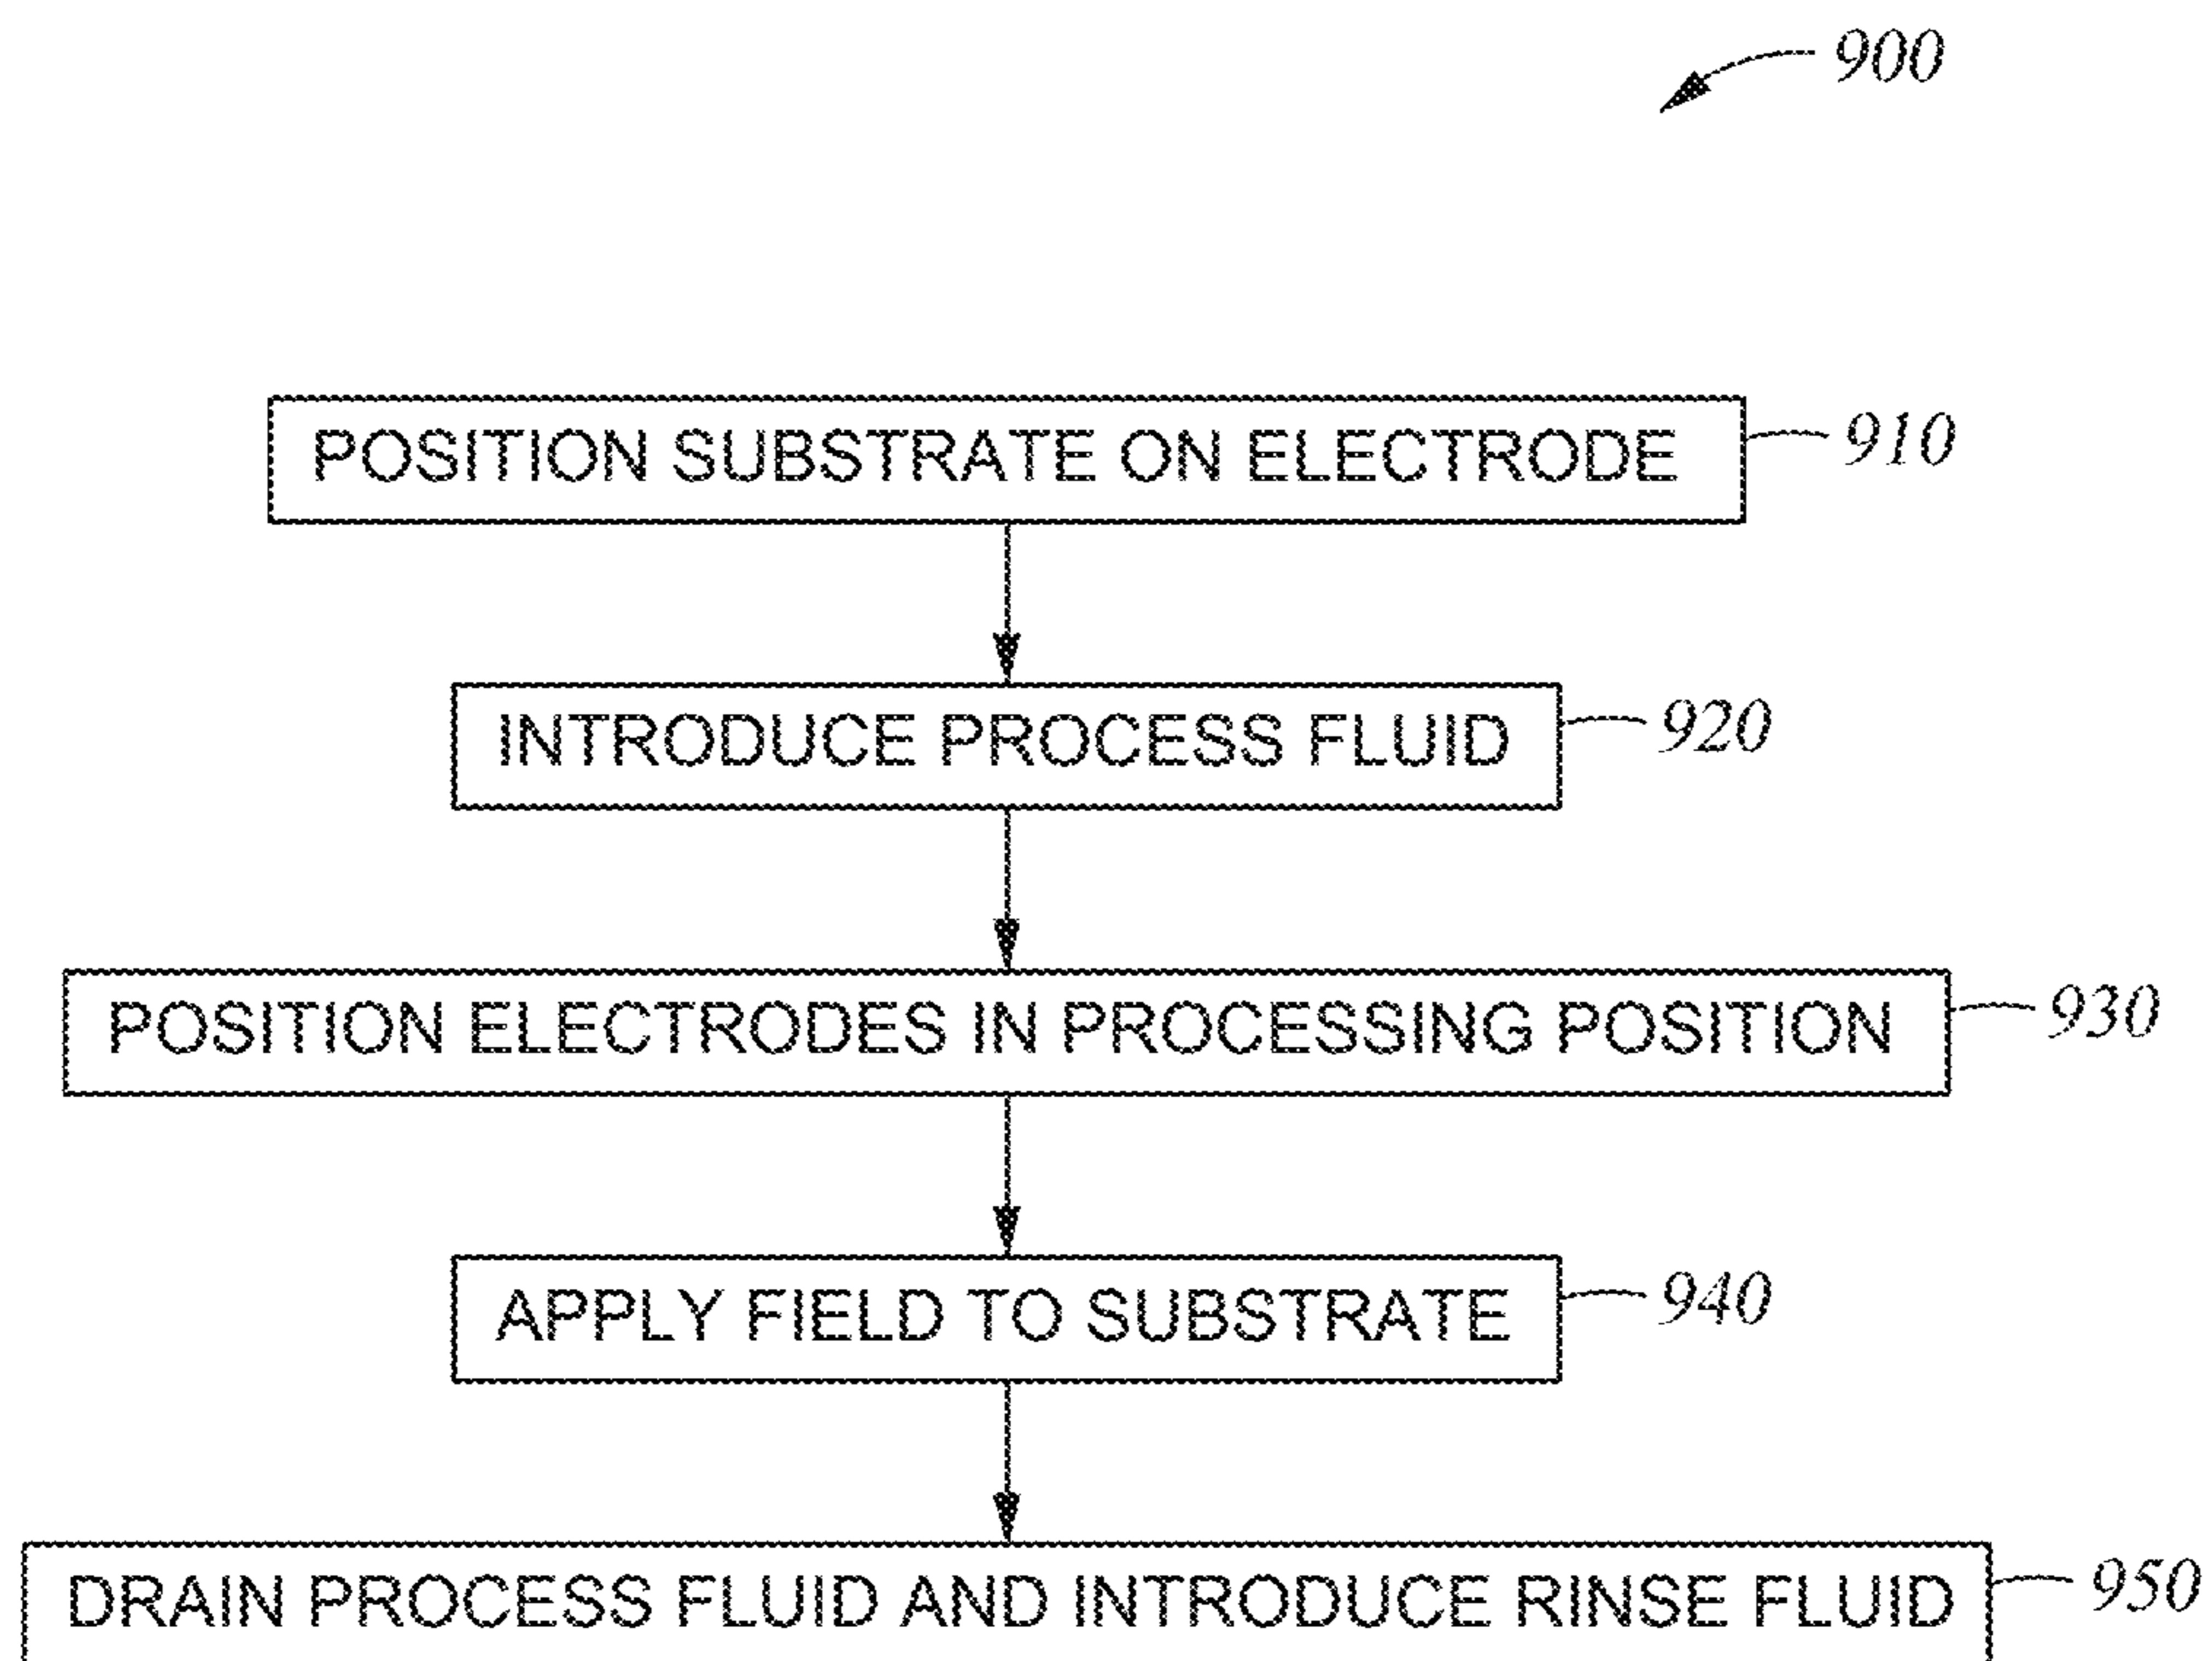 900
POSITION SUBSTRATE ON ELECTRODE 910
INTRODUCE PROCESS FLUID 920
POSITION ELECTRODES IN PROCESSING POSITION 930
APPLY FIELD TO SUBSTRATE 940
DRAIN PROCESS FLUID AND INTRODUCE RINSE FLUID 950